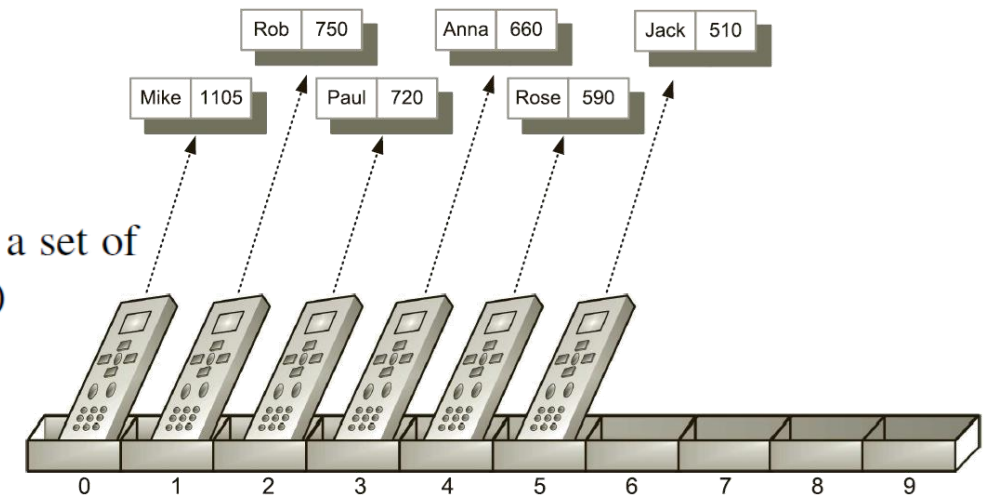 Rob 750
Anna 660
Jack 510
Mike 1105
Paul 720
Rose 590
a set of
)
0 1 2 3 4 5 6 7 8 9